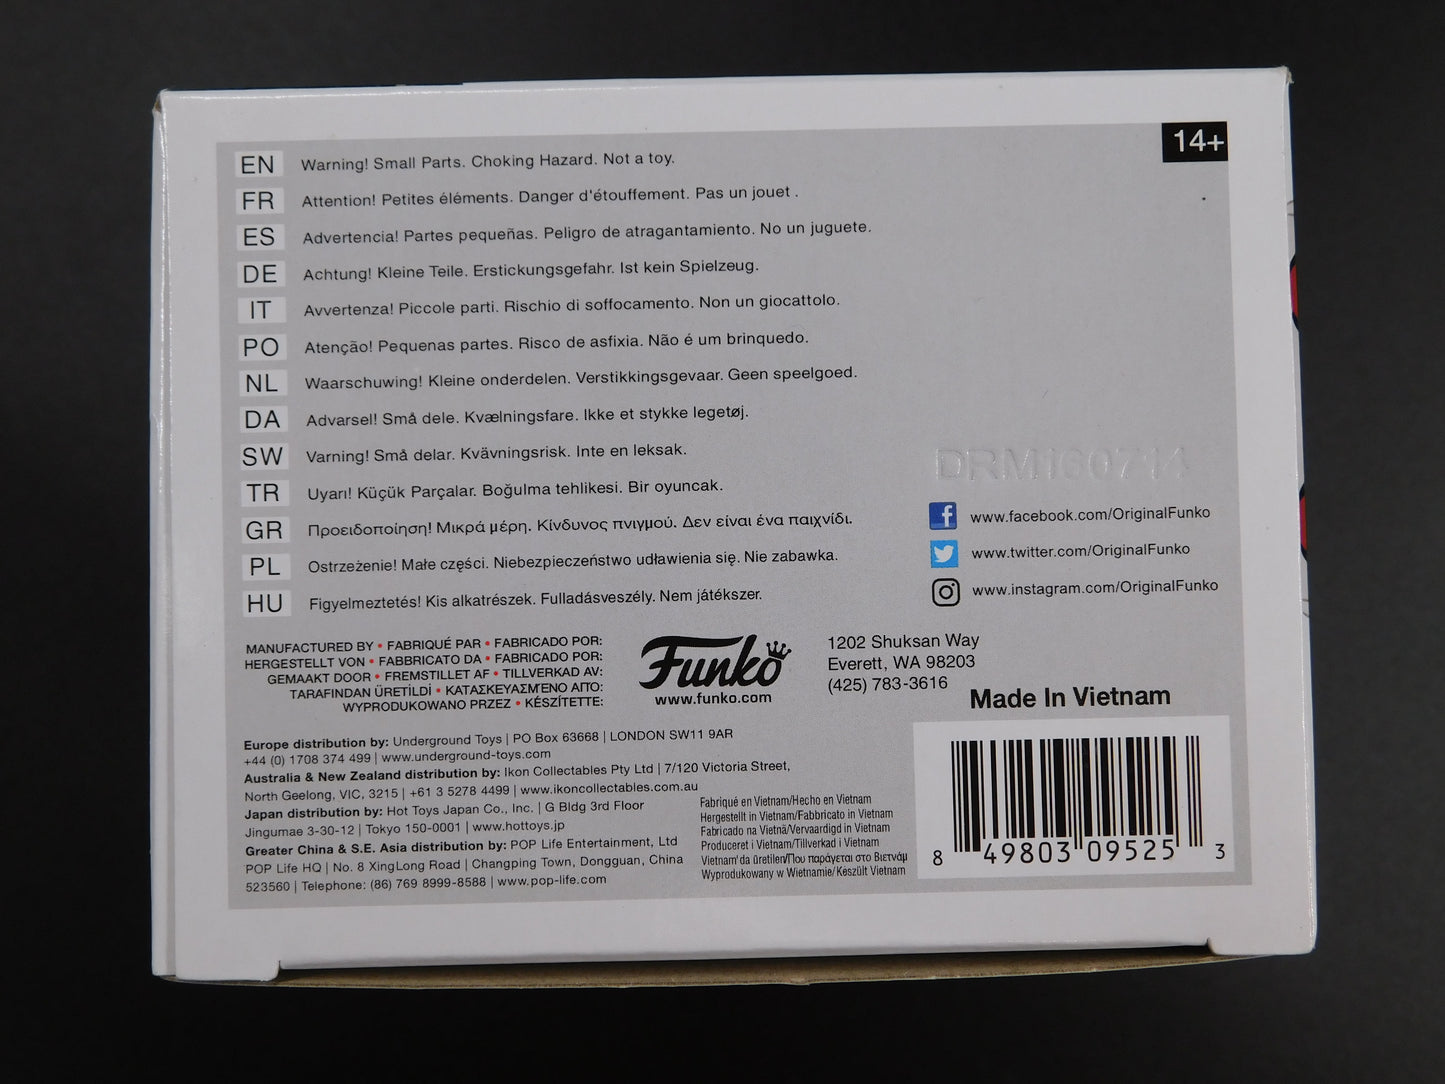 14+
EN Warning! Small Parts. Choking Hazard. Not a toy.
FR Attention! Petites éléments. Danger d'étouffement. Pas un jouet .
ES Advertencia! Partes pequeñas. Peligro de atragantamiento. No un juguete.
DE Achtung! Kleine Teile. Erstickungsgefahr. Ist kein Spielzeug.
IT Avvertenza! Piccole parti. Rischio di soffocamento. Non un giocattolo.
PO Atenção! Pequenas partes. Risco de asfixia. Não é um brinquedo.
NL Waarschuwing! Kleine onderdelen. Verstikkingsgevaar. Geen speelgoed.
DA Advarsel! Små dele. Kvælningsfare. Ikke et stykke legetøj.
SW Varning! Små delar. Kvävningsrisk. Inte en leksak.
TR Uyarı! Küçük Parçalar. Boğulma tehlikesi. Bir oyuncak.
GR Προειδοποίηση! Μικρά μέρη. Κίνδυνος πνιγμού. Δεν είναι ένα παιχνίδι.
PL Ostrzeżenie! Małe części. Niebezpieczeństwo udławienia się. Nie zabawka.
HU Figyelmeztetés! Kis alkatrészek. Fulladásveszély. Nem játékszer.
DRM160714
www.facebook.com/OriginalFunko
www.twitter.com/OriginalFunko
www.instagram.com/OriginalFunko
MANUFACTURED BY • FABRIQUÉ PAR • FABRICADO POR:
HERGESTELLT VON • FABBRICATO DA • FABRICADO POR:
GEMAAKT DOOR • FREMSTILLET AF • TILLVERKAD AV:
TARAFINDAN ÜRETİLDİ • ΚΑΤΑΣΚΕΥΑΣΜΈΝΟ ΑΠΌ:
WYPRODUKOWANO PRZEZ • KÉSZÍTETTE:
Funko
www.funko.com
1202 Shuksan Way
Everett, WA 98203
(425) 783-3616
Made In Vietnam
Europe distribution by: Underground Toys | PO Box 63668 | LONDON SW11 9AR
+44 (0) 1708 374 499 | www.underground-toys.com
Australia & New Zealand distribution by: Ikon Collectables Pty Ltd | 7/120 Victoria Street,
North Geelong, VIC, 3215 | +61 3 5278 4499 | www.ikoncollectables.com.au
Japan distribution by: Hot Toys Japan Co., Inc. | G Bldg 3rd Floor
Jingumae 3-30-12 | Tokyo 150-0001 | www.hottoys.jp
Greater China & S.E. Asia distribution by: POP Life Entertainment, Ltd
POP Life HQ | No. 8 XingLong Road | Changping Town, Dongguan, China
523560 | Telephone: (86) 769 8999-8588 | www.pop-life.com
Fabriqué en Vietnam/Hecho en Vietnam
Hergestellt in Vietnam/Fabbricato in Vietnam
Fabricado na Vietnã/Vervaardigd in Vietnam
Produceret i Vietnam/Tillverkad i Vietnam
Vietnam'da üretilen/Που παράγεται στο Βιετνάμ
Wyprodukowany w Wietnamie/Készült Vietnam
8 49803 09525 3